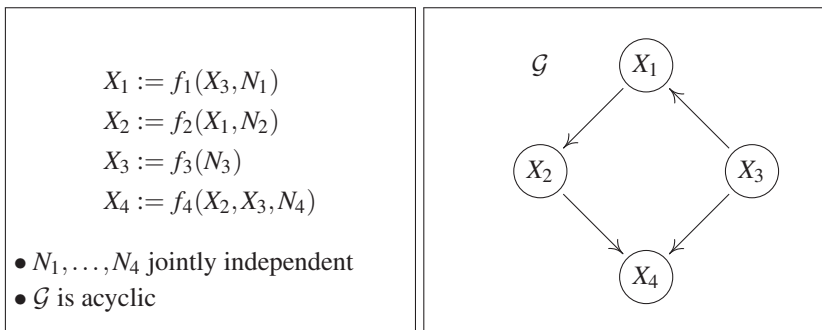 X₁ := f₁(X₃, N₁)
X₂ := f₂(X₁, N₂)
X₃ := f₃(N₃)
X₄ := f₄(X₂, X₃, N₄)
• N₁, . . . , N₄ jointly independent
• 𝒢 is acyclic
𝒢
X₁
X₂
X₃
X₄